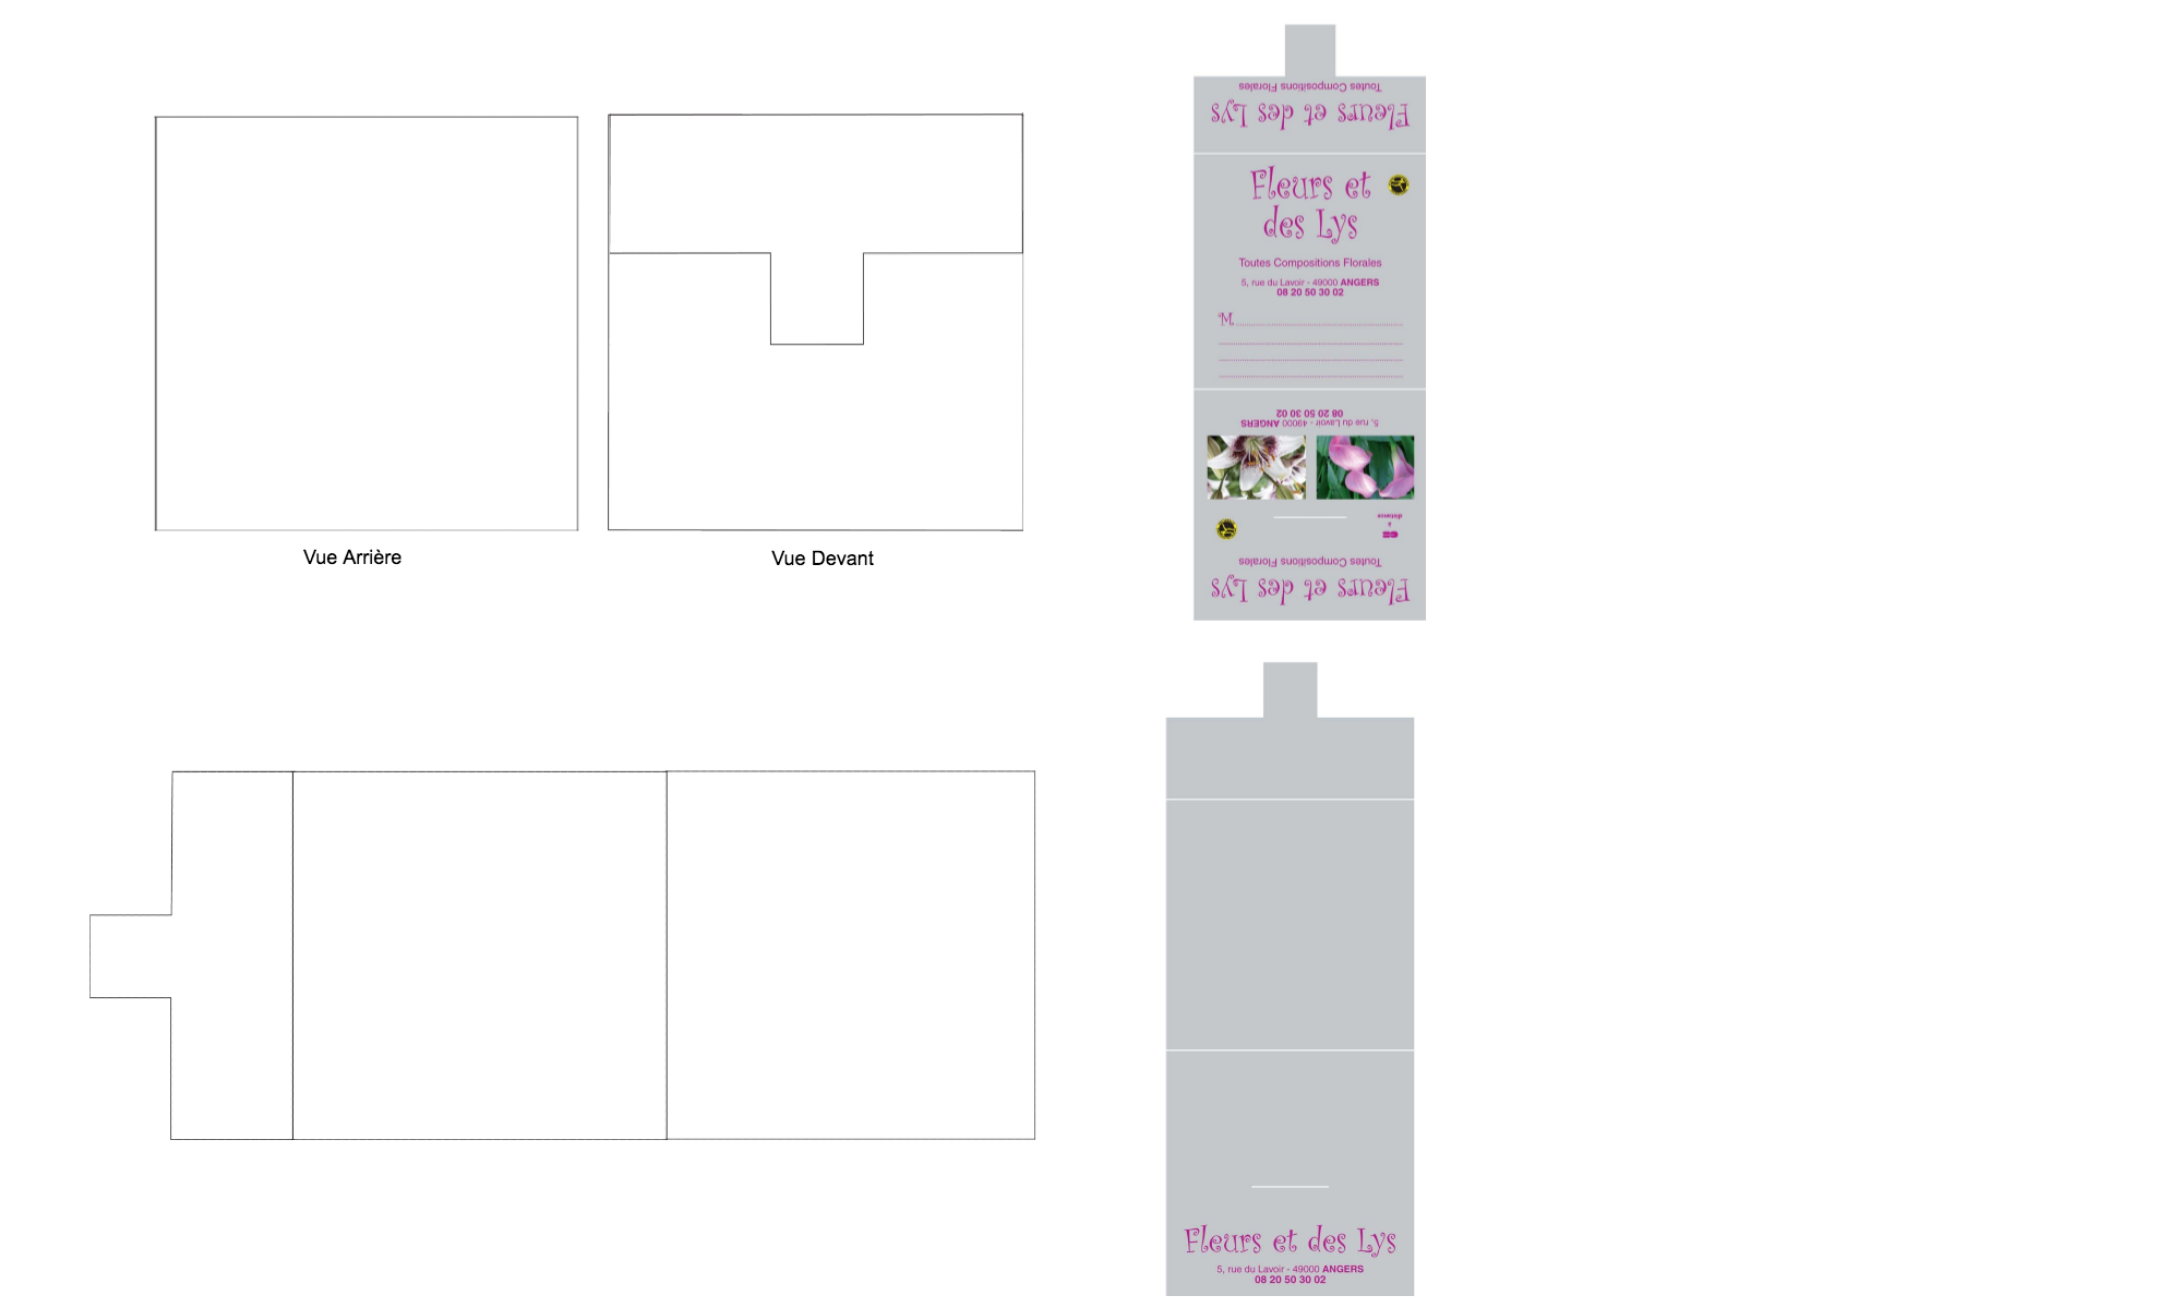 Vue Arrière
Vue Devant
Toutes Compositions Florales
Fleurs et des Lys
Fleurs et
des Lys
Toutes Compositions Florales
5, rue du Lavoir - 49000 ANGERS
08 20 50 30 02
M
08 20 50 30 02
5, rue du Lavoir - 49000 ANGERS
distance
Toutes Compositions Florales
Fleurs et des Lys
Fleurs et des Lys
5, rue du Lavoir - 49000 ANGERS
08 20 50 30 02